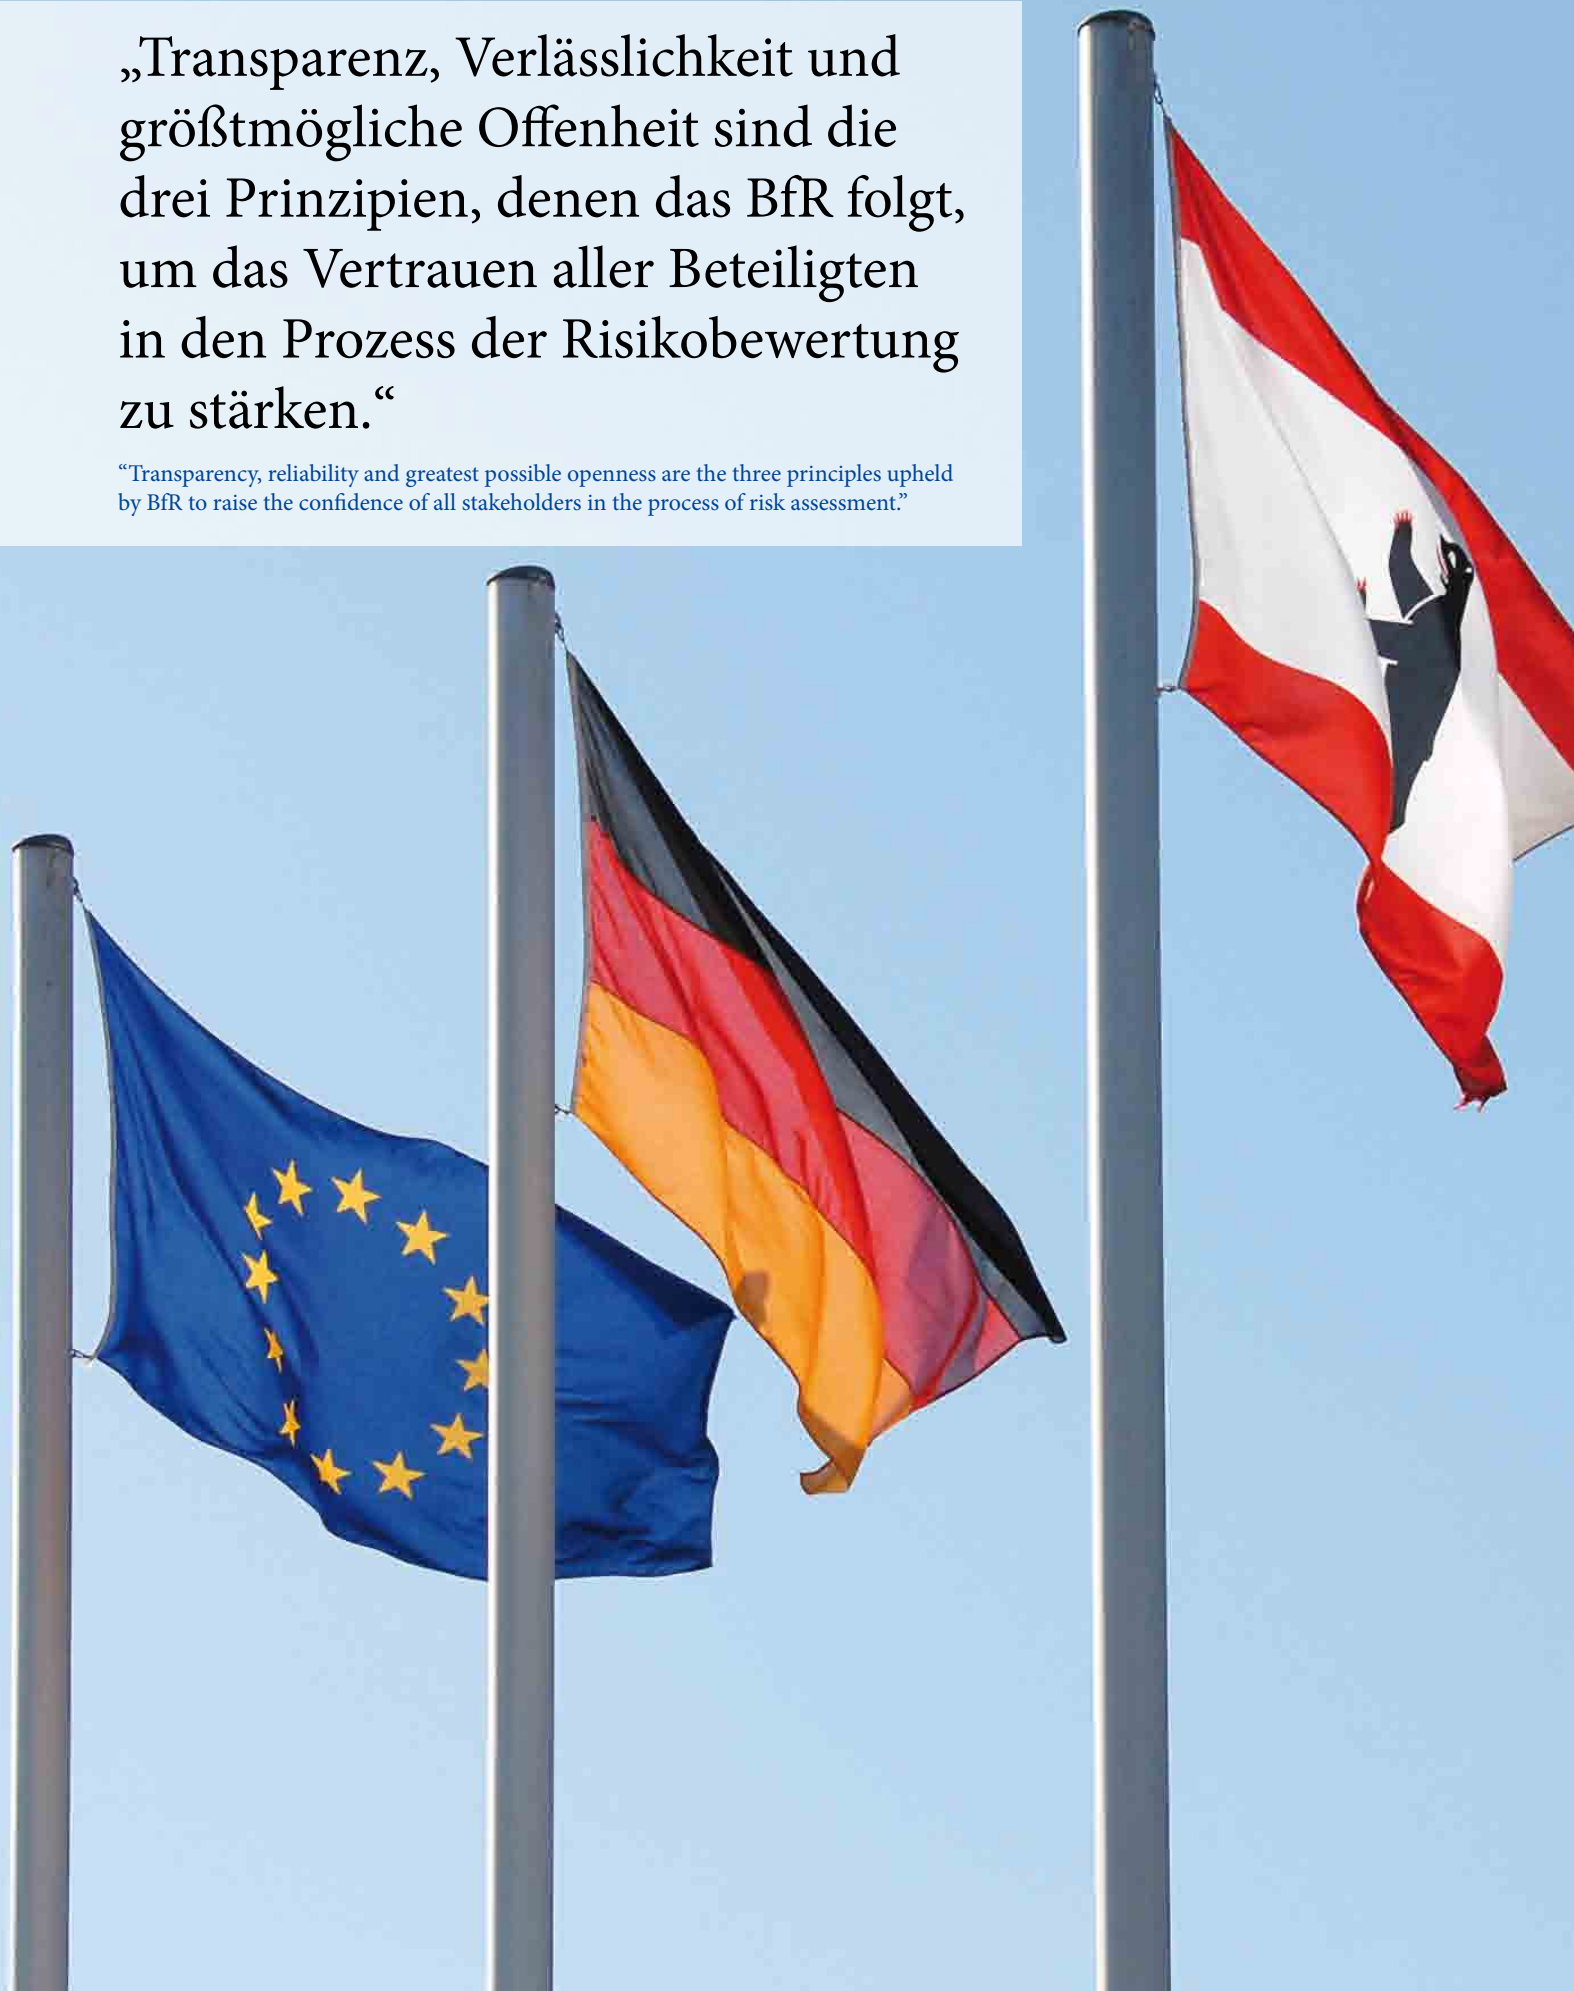 „Transparenz, Verlässlichkeit und
größtmögliche Offenheit sind die
drei Prinzipien, denen das BfR folgt,
um das Vertrauen aller Beteiligten
in den Prozess der Risikobewertung
zu stärken.“
“Transparency, reliability and greatest possible openness are the three principles upheld
by BfR to raise the confidence of all stakeholders in the process of risk assessment.”